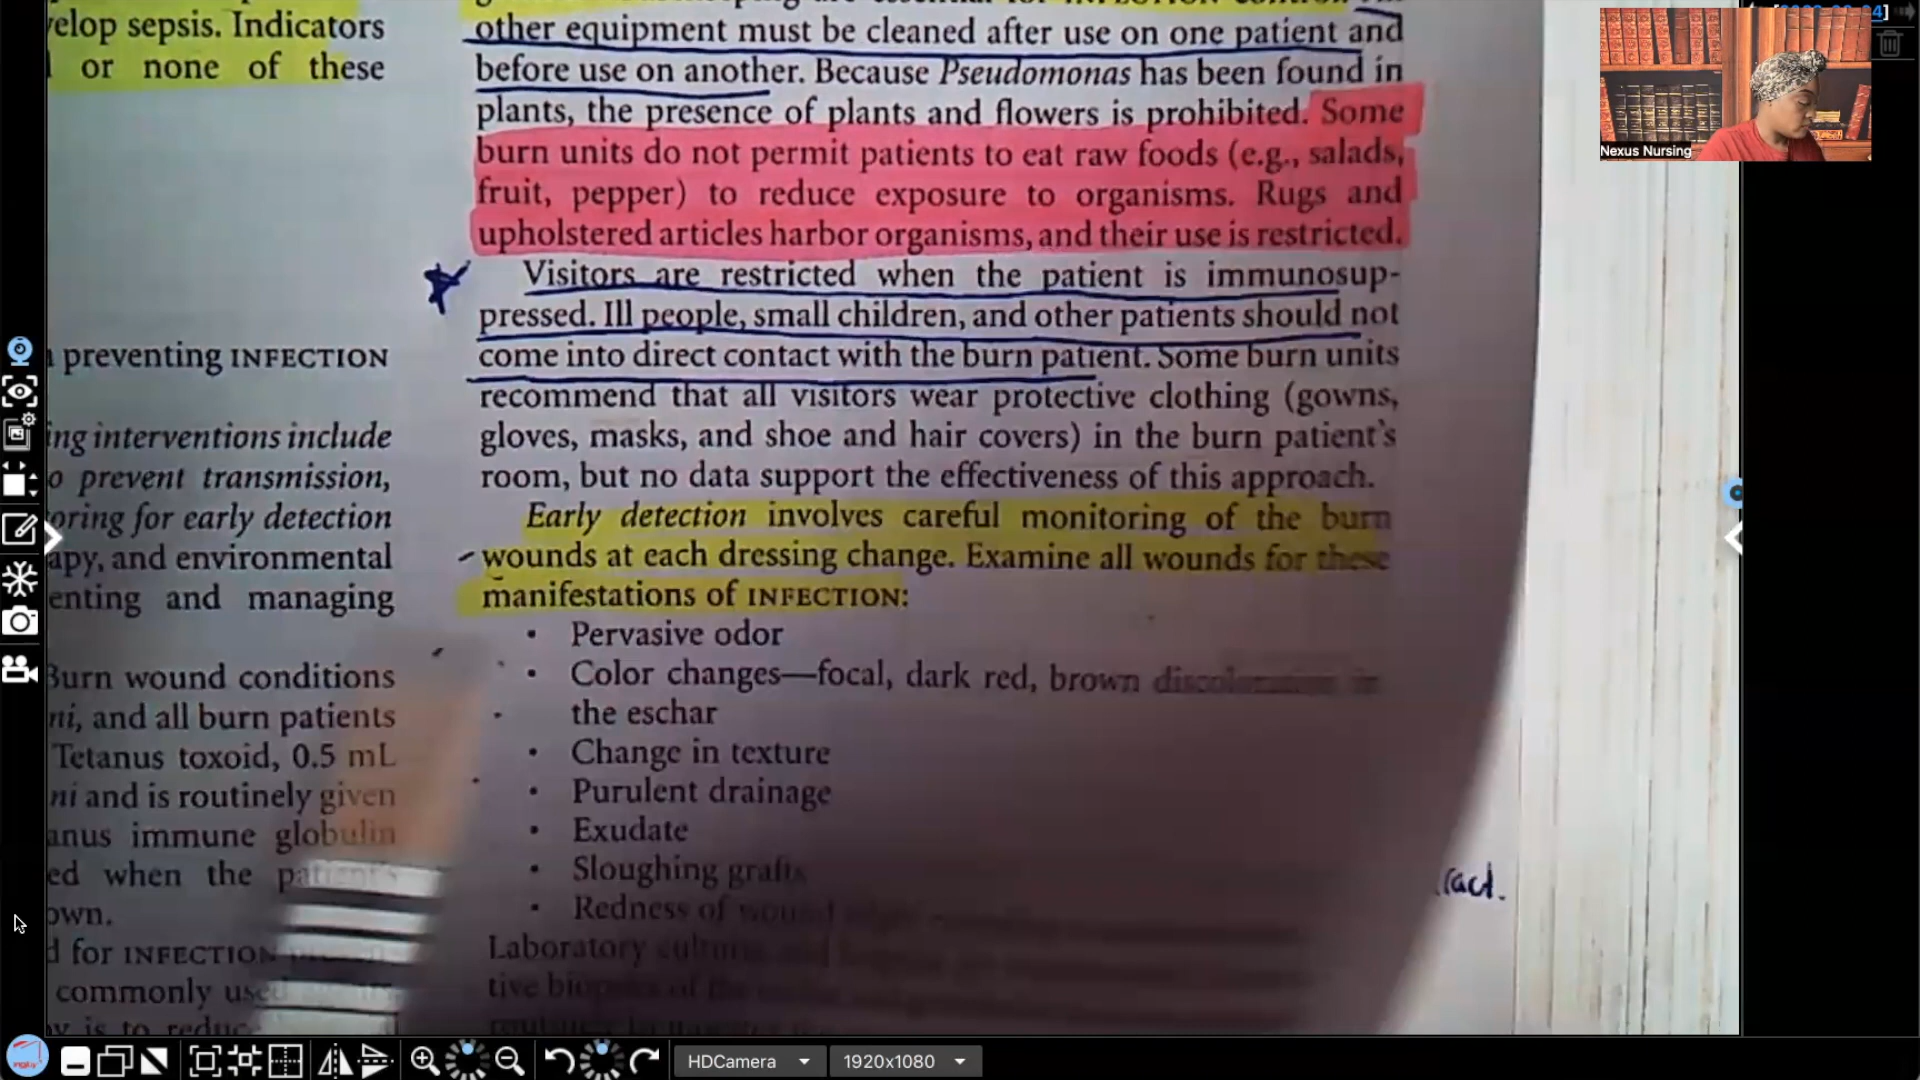 velop sepsis. Indicators
or none of these
preventing INFECTION
ing interventions include
o prevent transmission,
oring for early detection
apy, and environmental
enting and managing
Burn wound conditions
ni, and all burn patients
Tetanus toxoid, 0.5 mL
ni and is routinely given
anus immune globulin
ed when the patient's
own.
d for INFECTION
commonly used
is to reduce
other equipment must be cleaned after use on one patient and
before use on another. Because Pseudomonas has been found in
plants, the presence of plants and flowers is prohibited. Some
burn units do not permit patients to eat raw foods (e.g., salads,
fruit, pepper) to reduce exposure to organisms. Rugs and
upholstered articles harbor organisms, and their use is restricted.
Visitors are restricted when the patient is immunosup-
pressed. Ill people, small children, and other patients should not
come into direct contact with the burn patient. Some burn units
recommend that all visitors wear protective clothing (gowns,
gloves, masks, and shoe and hair covers) in the burn patient's
room, but no data support the effectiveness of this approach.
Early detection involves careful monitoring of the burn
wounds at each dressing change. Examine all wounds for these
manifestations of INFECTION:
• Pervasive odor
• Color changes—focal, dark red, brown discoloration in
the eschar
• Change in texture
• Purulent drainage
• Exudate
• Sloughing grafts
• Redness of wound
Laboratory
Nexus Nursing
HDCamera
1920x1080